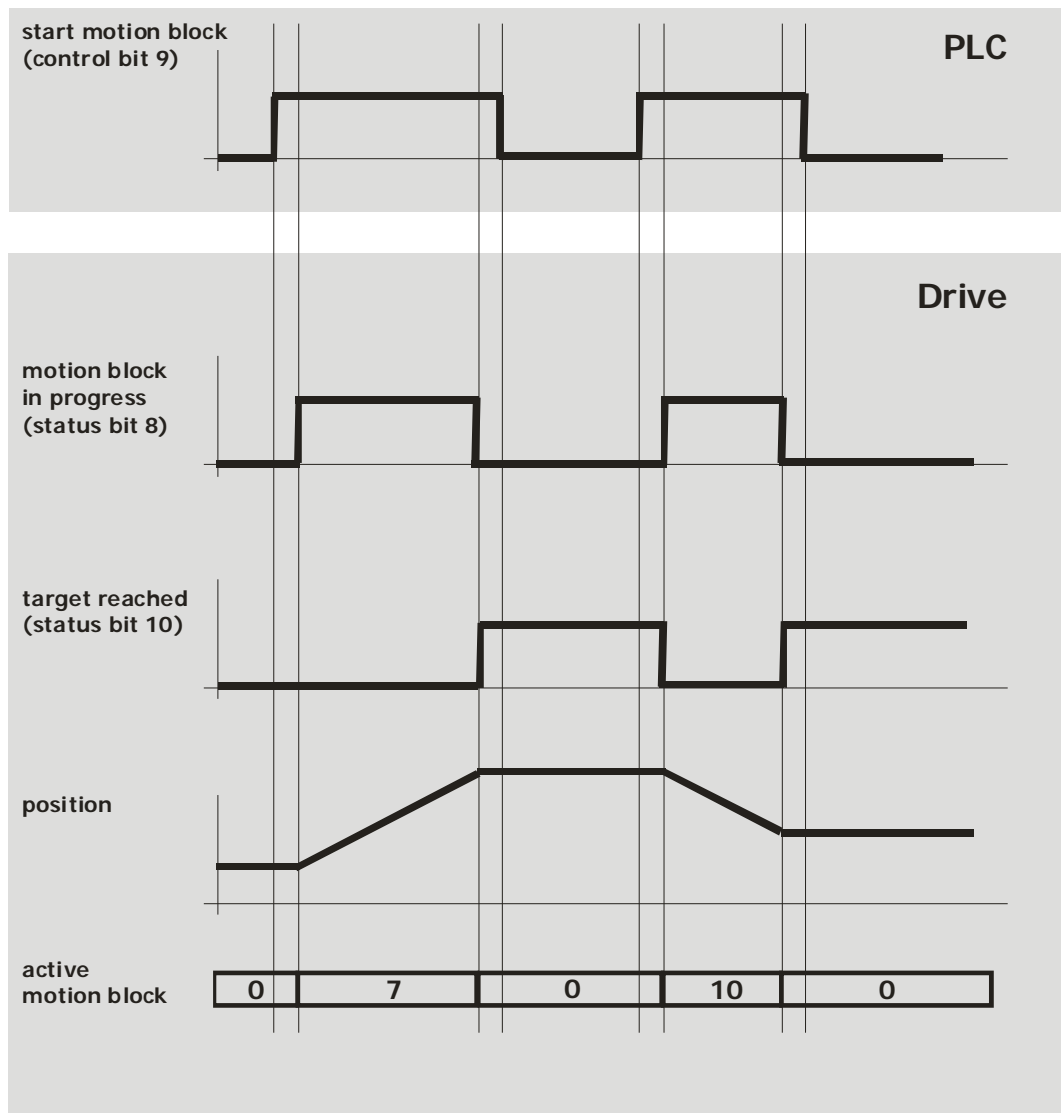 start motion block
(control bit 9)
PLC
Drive
motion block
in progress
(status bit 8)
target reached
(status bit 10)
position
active
motion block
0 7 0 10 0